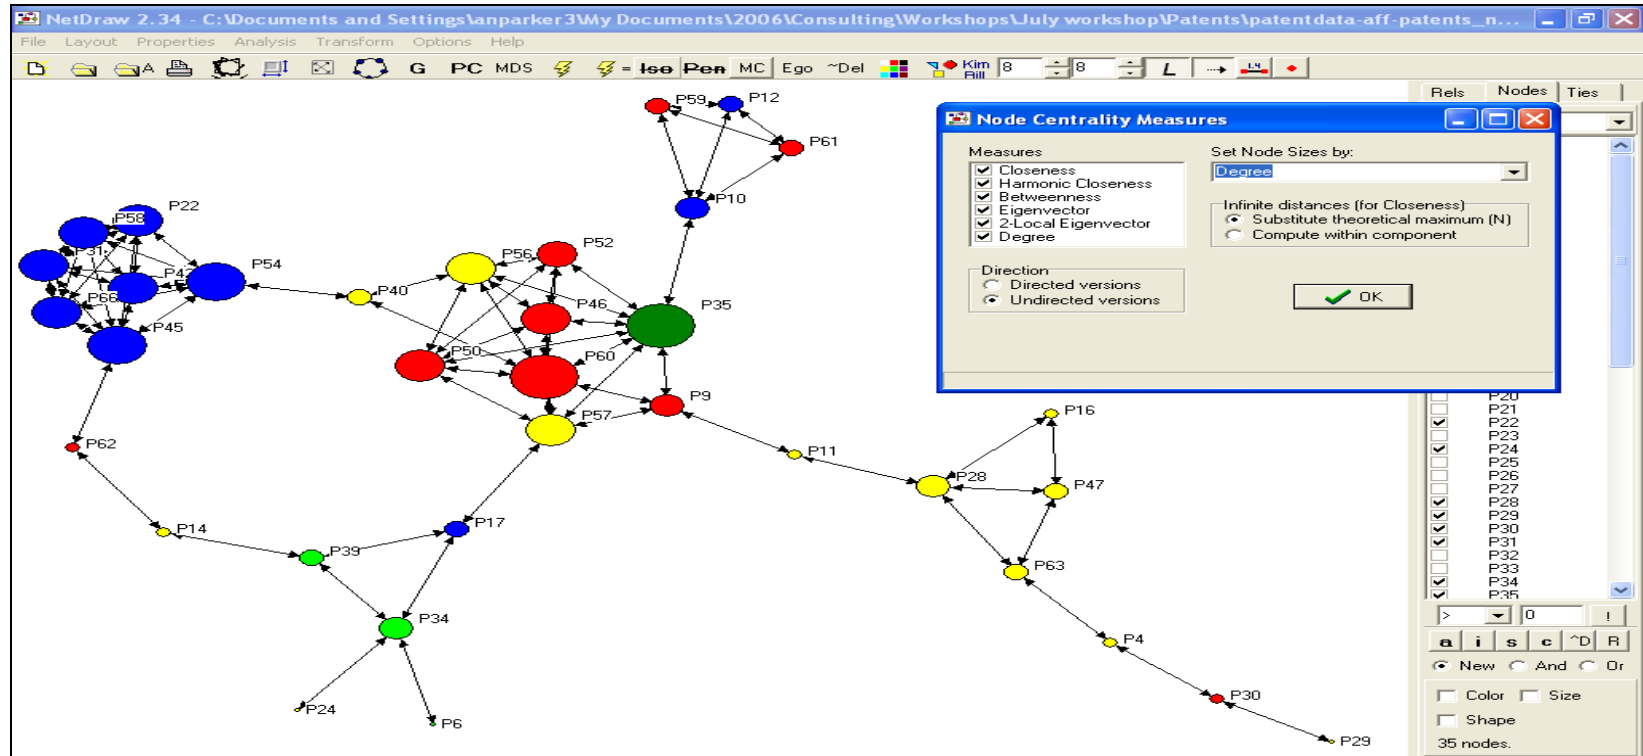 NetDraw 2.34 - C:\Documents and Settings\anparker3\My Documents\2006\Consulting\Workshops\July workshop\Patents\patentdata-aff-patents_n...
File Layout Properties Analysis Transform Options Help
A G PC MDS = Iso Pen MC Ego ~Del Kim Bill 8 8 L 1.4
Rels Nodes Ties
Node Centrality Measures
Measures
Closeness
Harmonic Closeness
Betweenness
Eigenvector
2-Local Eigenvector
Degree
Set Node Sizes by:
Degree
Infinite distances (for Closeness)
Substitute theoretical maximum (N)
Compute within component
Direction
Directed versions
Undirected versions
OK
P59
P12
P61
P10
P22
P58
P31
P54
P66
P45
P40
P56
P52
P46
P35
P50
P60
P9
P57
P62
P11
P16
P28
P47
P14
P17
P39
P63
P34
P4
P24
P6
P30
P29
P20
P21
P22
P23
P24
P25
P26
P27
P28
P29
P30
P31
P32
P33
P34
P35
> 0 !
a i s c ^D R
New And Or
Color Size
Shape
35 nodes.